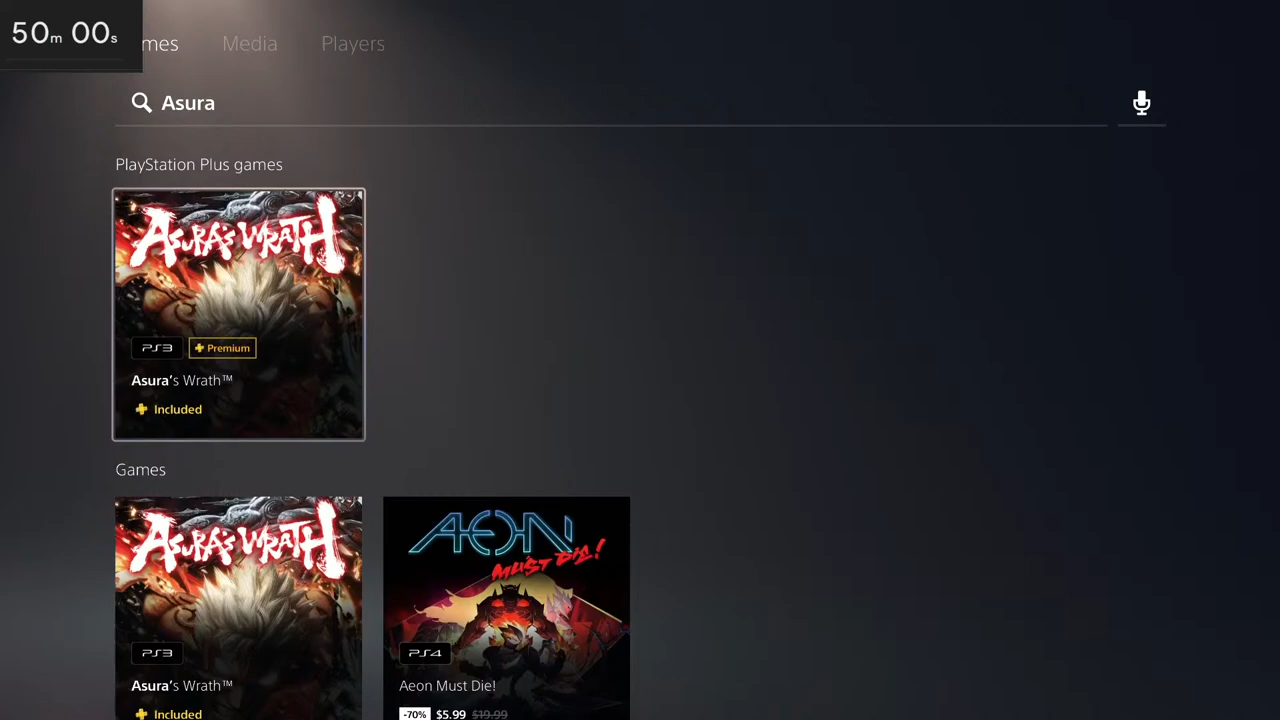 50m 00s
mes Media Players
Asura
PlayStation Plus games
ASURA'S WRATH
PS3 Premium
Asura's Wrath™
Included
Games
ASURA'S WRATH
PS3
Asura's Wrath™
Included
AEON
MUST DIE!
PS4
Aeon Must Die!
-70% $5.99 $19.99